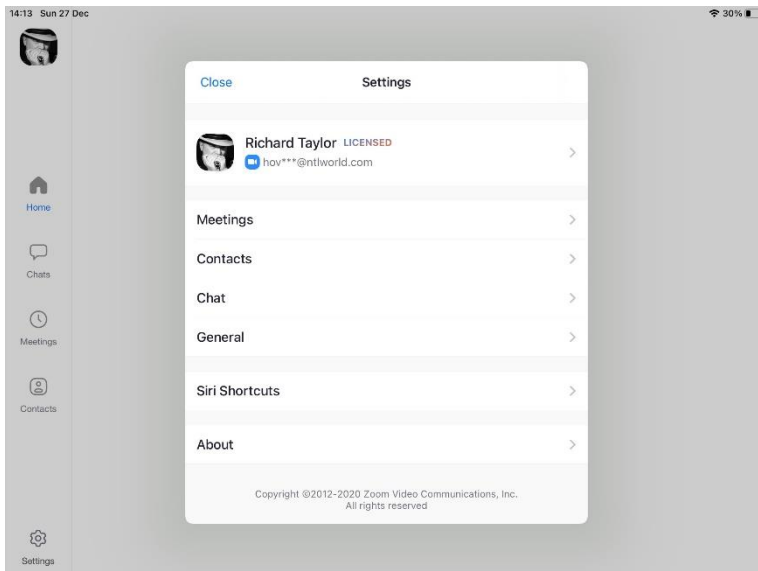 14:13 Sun 27 Dec
30%
Close
Settings
Richard Taylor LICENSED
hov***@ntlworld.com
Home
Chats
Meetings
Contacts
Settings
Meetings
Contacts
Chat
General
Siri Shortcuts
About
Copyright ©2012-2020 Zoom Video Communications, Inc.
All rights reserved